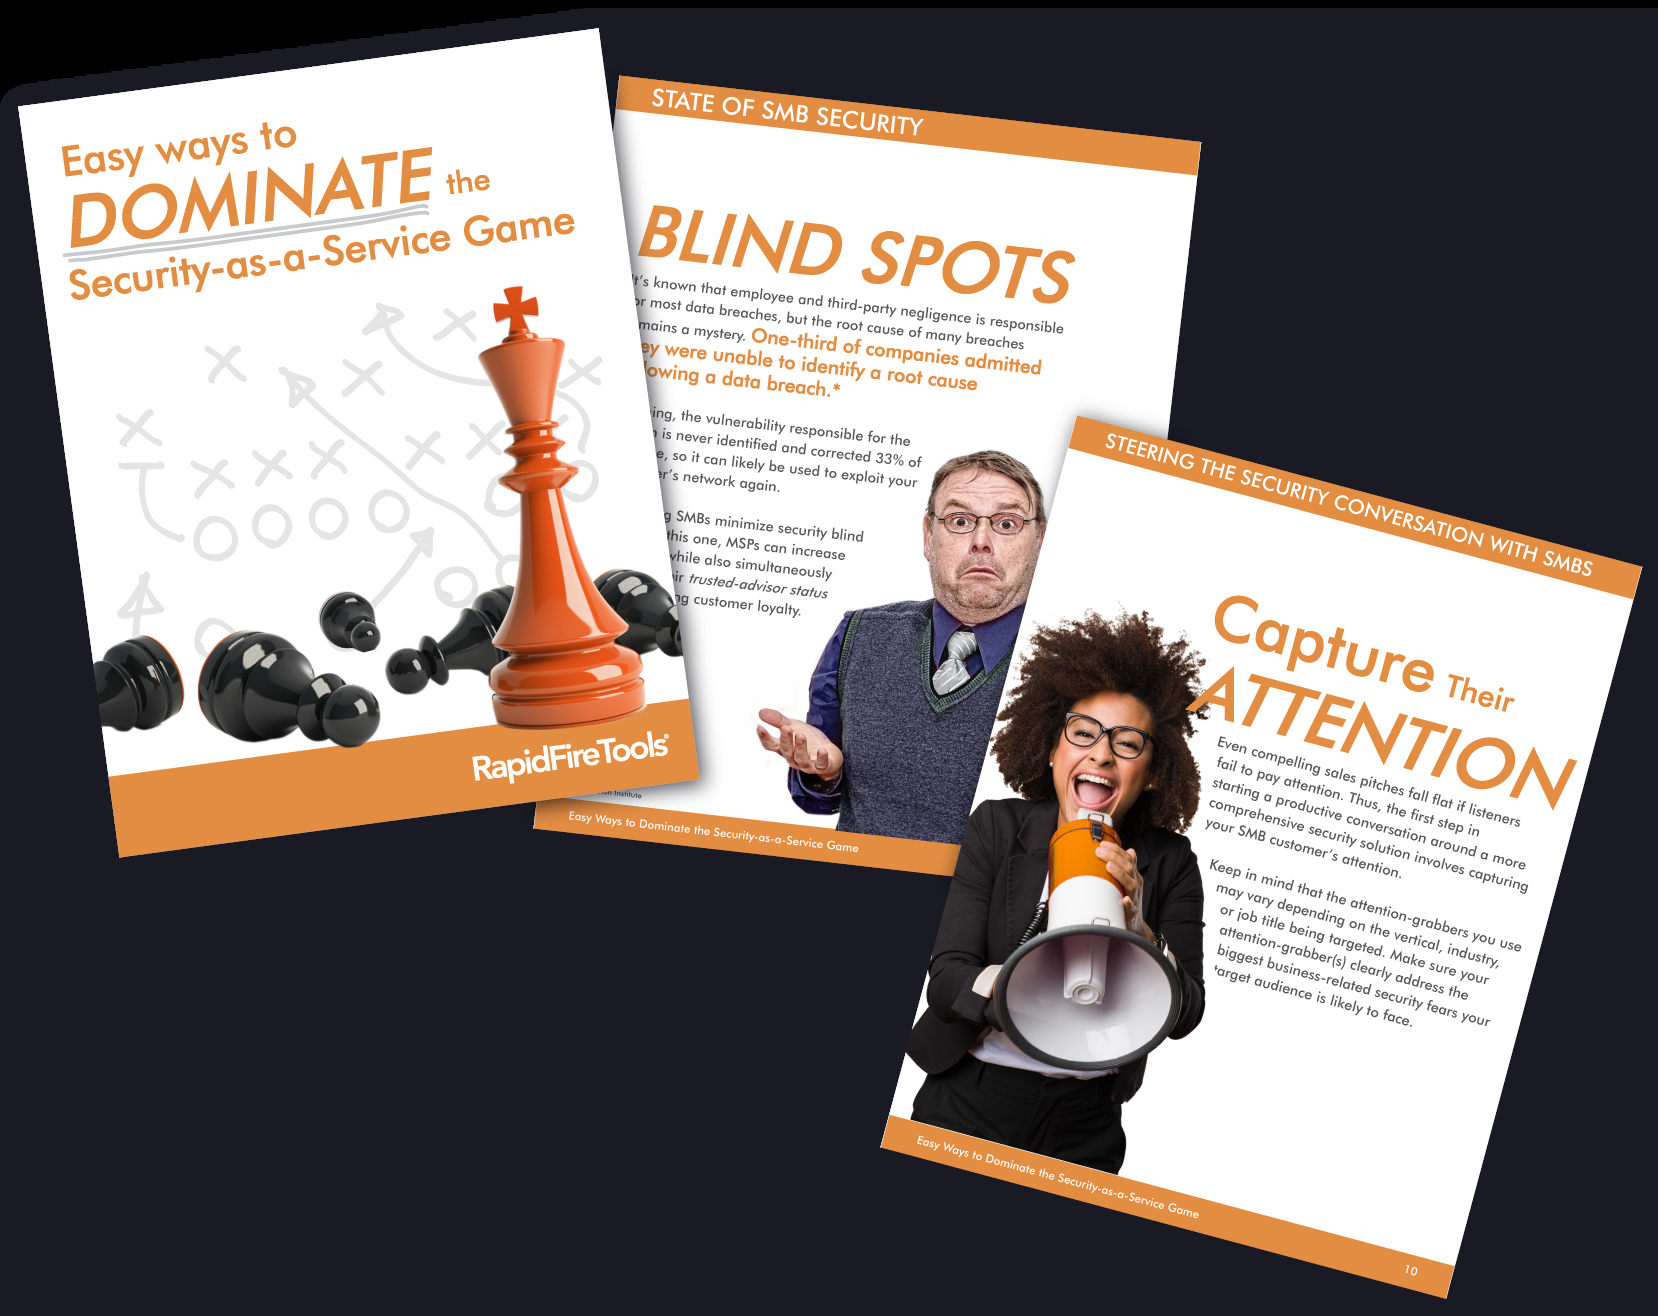 Easy ways to
DOMINATE the
Security-as-a-Service Game
RapidFireTools®
STATE OF SMB SECURITY
BLIND SPOTS
It's known that employee and third-party negligence is responsible
or most data breaches, but the root cause of many breaches
mains a mystery. One-third of companies admitted
ey were unable to identify a root cause
lowing a data breach.*
ing, the vulnerability responsible for the
is never identified and corrected 33% of
e, so it can likely be used to exploit your
er's network again.
g SMBs minimize security blind
this one, MSPs can increase
while also simultaneously
ir trusted-advisor status
ng customer loyalty.
Institute
Easy Ways to Dominate the Security-as-a-Service Game
STEERING THE SECURITY CONVERSATION WITH SMBS
Capture Their
ATTENTION
Even compelling sales pitches fall flat if listeners
fail to pay attention. Thus, the first step in
starting a productive conversation around a more
comprehensive security solution involves capturing
your SMB customer's attention.
Keep in mind that the attention-grabbers you use
may vary depending on the vertical, industry,
or job title being targeted. Make sure your
attention-grabber(s) clearly address the
biggest business-related security fears your
target audience is likely to face.
Easy Ways to Dominate the Security-as-a-Service Game
10